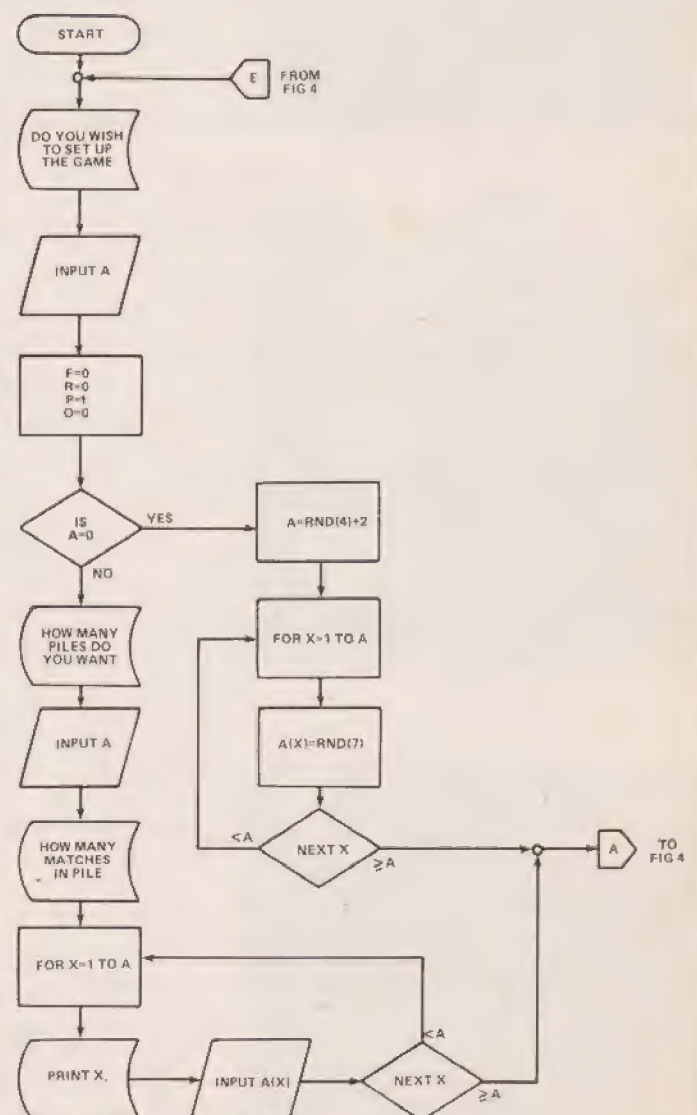 START
E
FROM
FIG 4
DO YOU WISH
TO SET UP
THE GAME
INPUT A
F=0
R=0
P=1
O=0
IS
A=0
YES
NO
A=RND(4)+2
FOR X=1 TO A
A(X)=RND(7)
NEXT X
<A
≥A
HOW MANY
PILES DO
YOU WANT
INPUT A
HOW MANY
MATCHES
IN PILE
A
TO
FIG 4
FOR X=1 TO A
PRINT X,
INPUT A(X)
NEXT X
<A
≥A